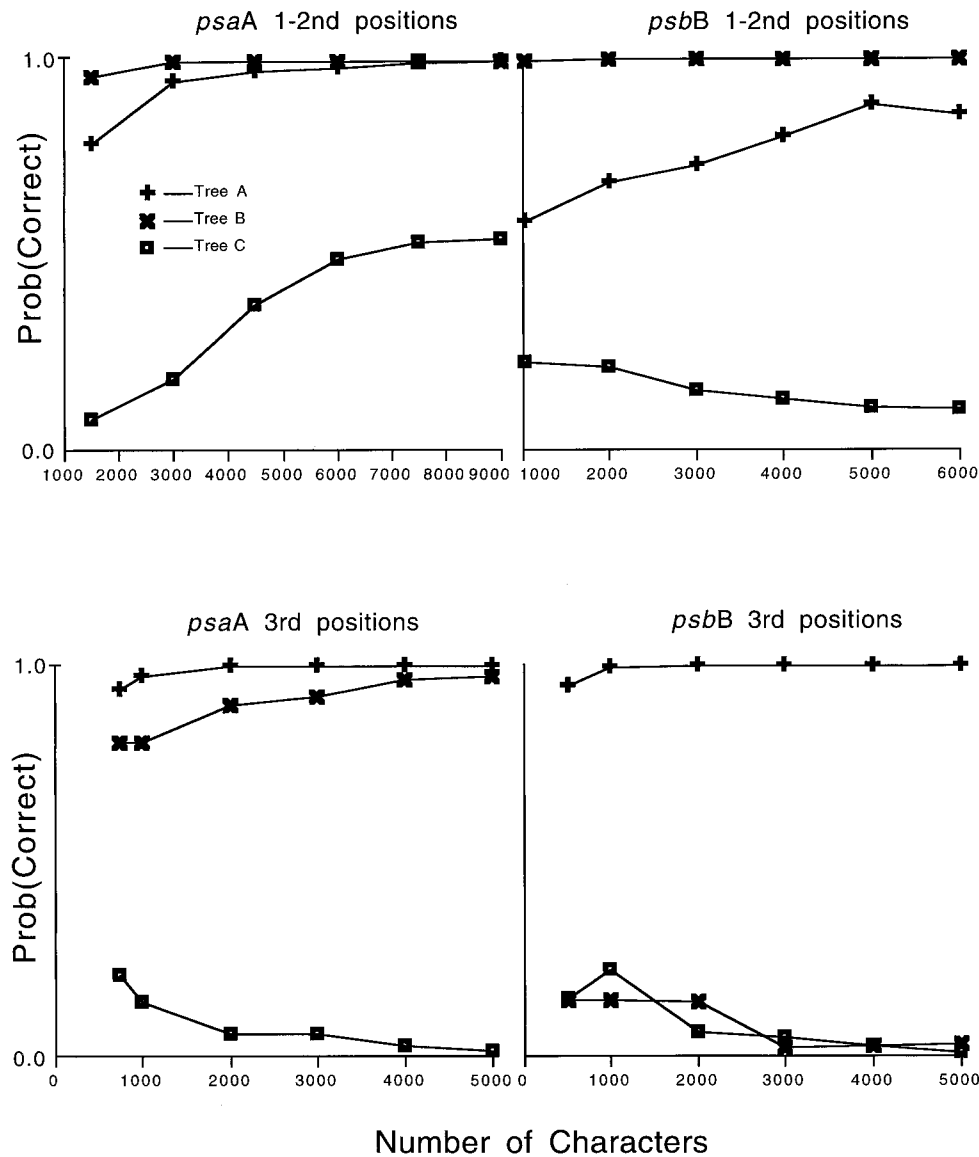 psaA 1-2nd positions
psbB 1-2nd positions
1.0
Prob(Correct)
Tree A
Tree B
Tree C
0.0
1000 2000 3000 4000 5000 6000 7000 8000 9000
1000 2000 3000 4000 5000 6000
psaA 3rd positions
psbB 3rd positions
1.0
Prob(Correct)
0.0
0 1000 2000 3000 4000 5000
0 1000 2000 3000 4000 5000
Number of Characters